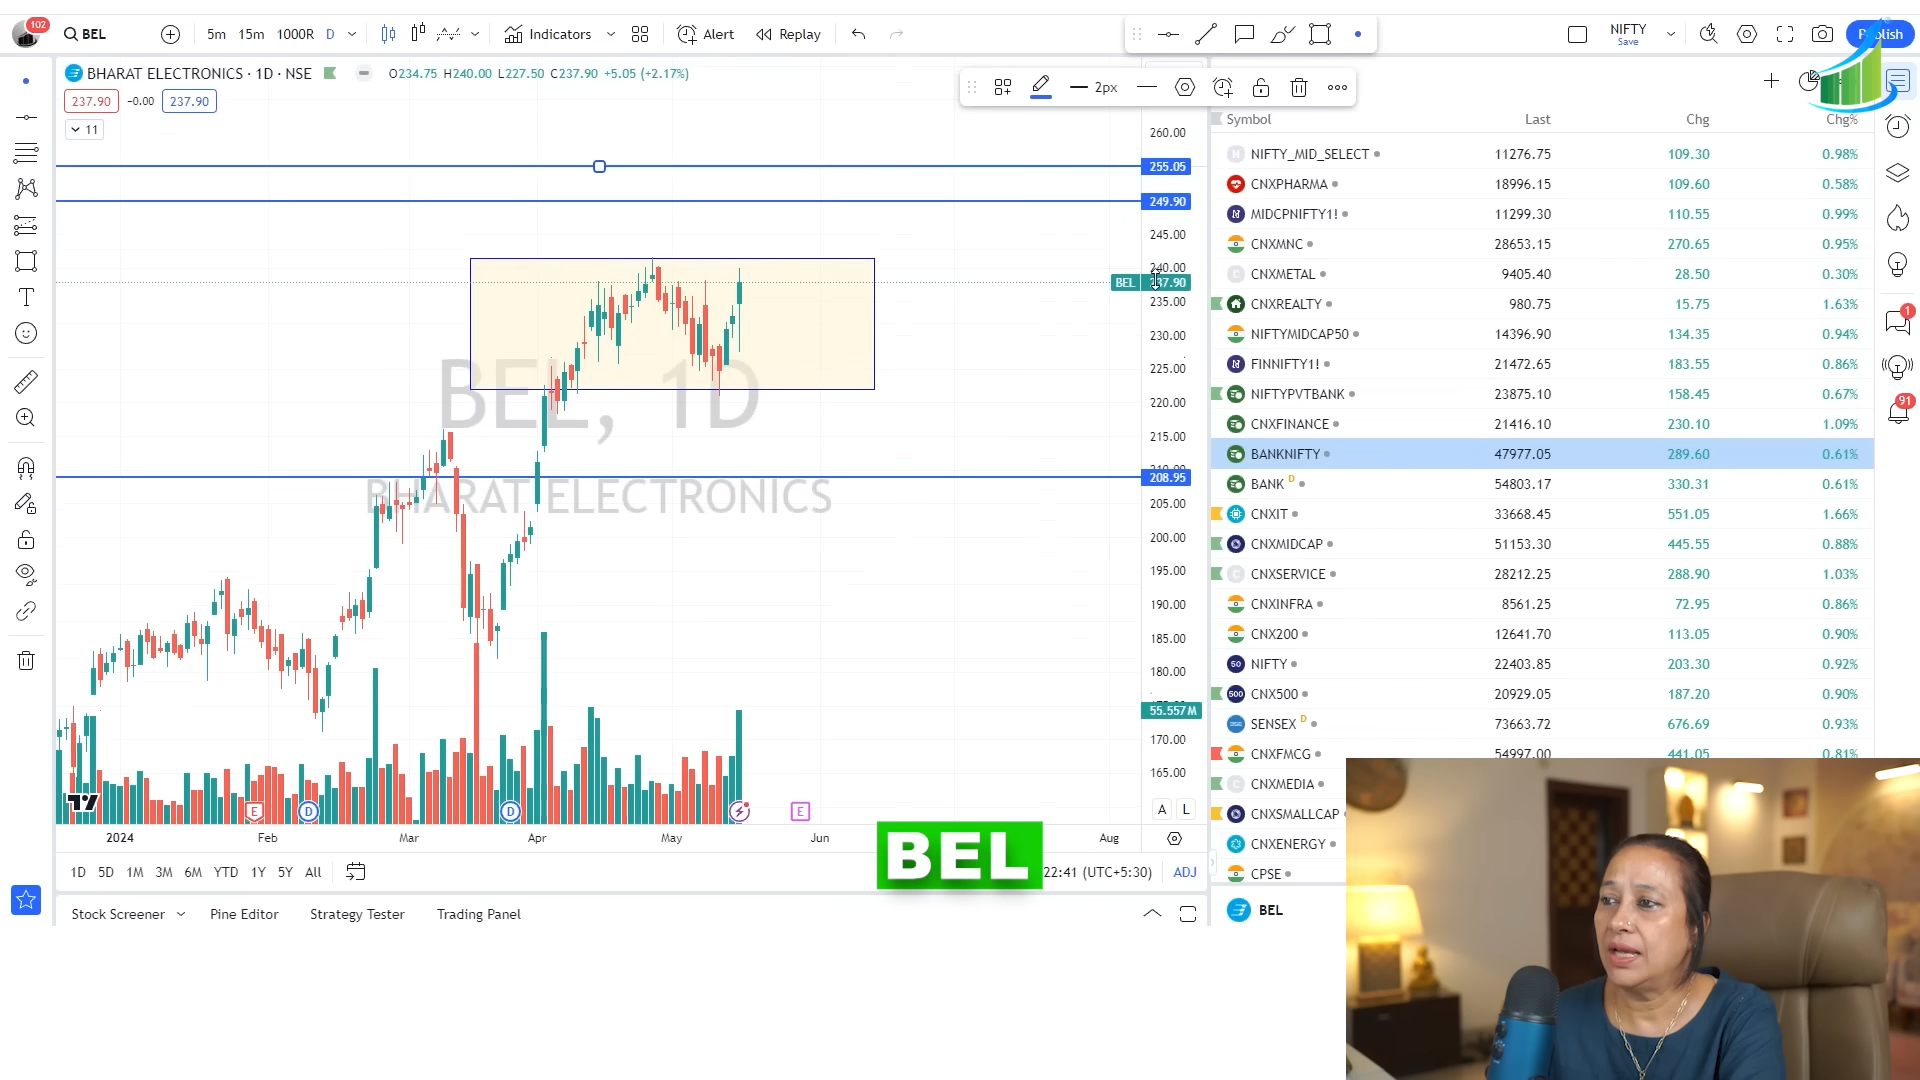 102
BEL
5m 15m 1000R D
Indicators
Alert
Replay
NIFTY
Save
Publish
BHARAT ELECTRONICS · 1D · NSE
O234.75 H240.00 L227.50 C237.90 +5.05 (+2.17%)
237.90 -0.00 237.90
11
2px
260.00
255.05
249.90
245.00
240.00
BEL
235.00
230.00
225.00
220.00
215.00
208.95
205.00
200.00
195.00
190.00
185.00
180.00
55.557M
170.00
165.00
BEL, 1D
BHARAT ELECTRONICS
E D D E
A L
2024 Feb Mar Apr May Jun Aug
1D 5D 1M 3M 6M YTD 1Y 5Y All
22:41 (UTC+5:30) ADJ
BEL
Stock Screener Pine Editor Strategy Tester Trading Panel
Symbol Last Chg Chg%
NIFTY_MID_SELECT 11276.75 109.30 0.98%
CNXPHARMA 18996.15 109.60 0.58%
MIDCPNIFTY1! 11299.30 110.55 0.99%
CNXMNC 28653.15 270.65 0.95%
CNXMETAL 9405.40 28.50 0.30%
CNXREALTY 980.75 15.75 1.63%
NIFTYMIDCAP50 14396.90 134.35 0.94%
FINNIFTY1! 21472.65 183.55 0.86%
NIFTYPVTBANK 23875.10 158.45 0.67%
CNXFINANCE 21416.10 230.10 1.09%
BANKNIFTY 47977.05 289.60 0.61%
BANK D 54803.17 330.31 0.61%
CNXIT 33668.45 551.05 1.66%
CNXMIDCAP 51153.30 445.55 0.88%
CNXSERVICE 28212.25 288.90 1.03%
CNXINFRA 8561.25 72.95 0.86%
CNX200 12641.70 113.05 0.90%
NIFTY 22403.85 203.30 0.92%
CNX500 20929.05 187.20 0.90%
SENSEX D 73663.72 676.69 0.93%
CNXFMCG 54997.00 441.05 0.81%
CNXMEDIA
CNXSMALLCAP
CNXENERGY
CPSE
BEL
1
91